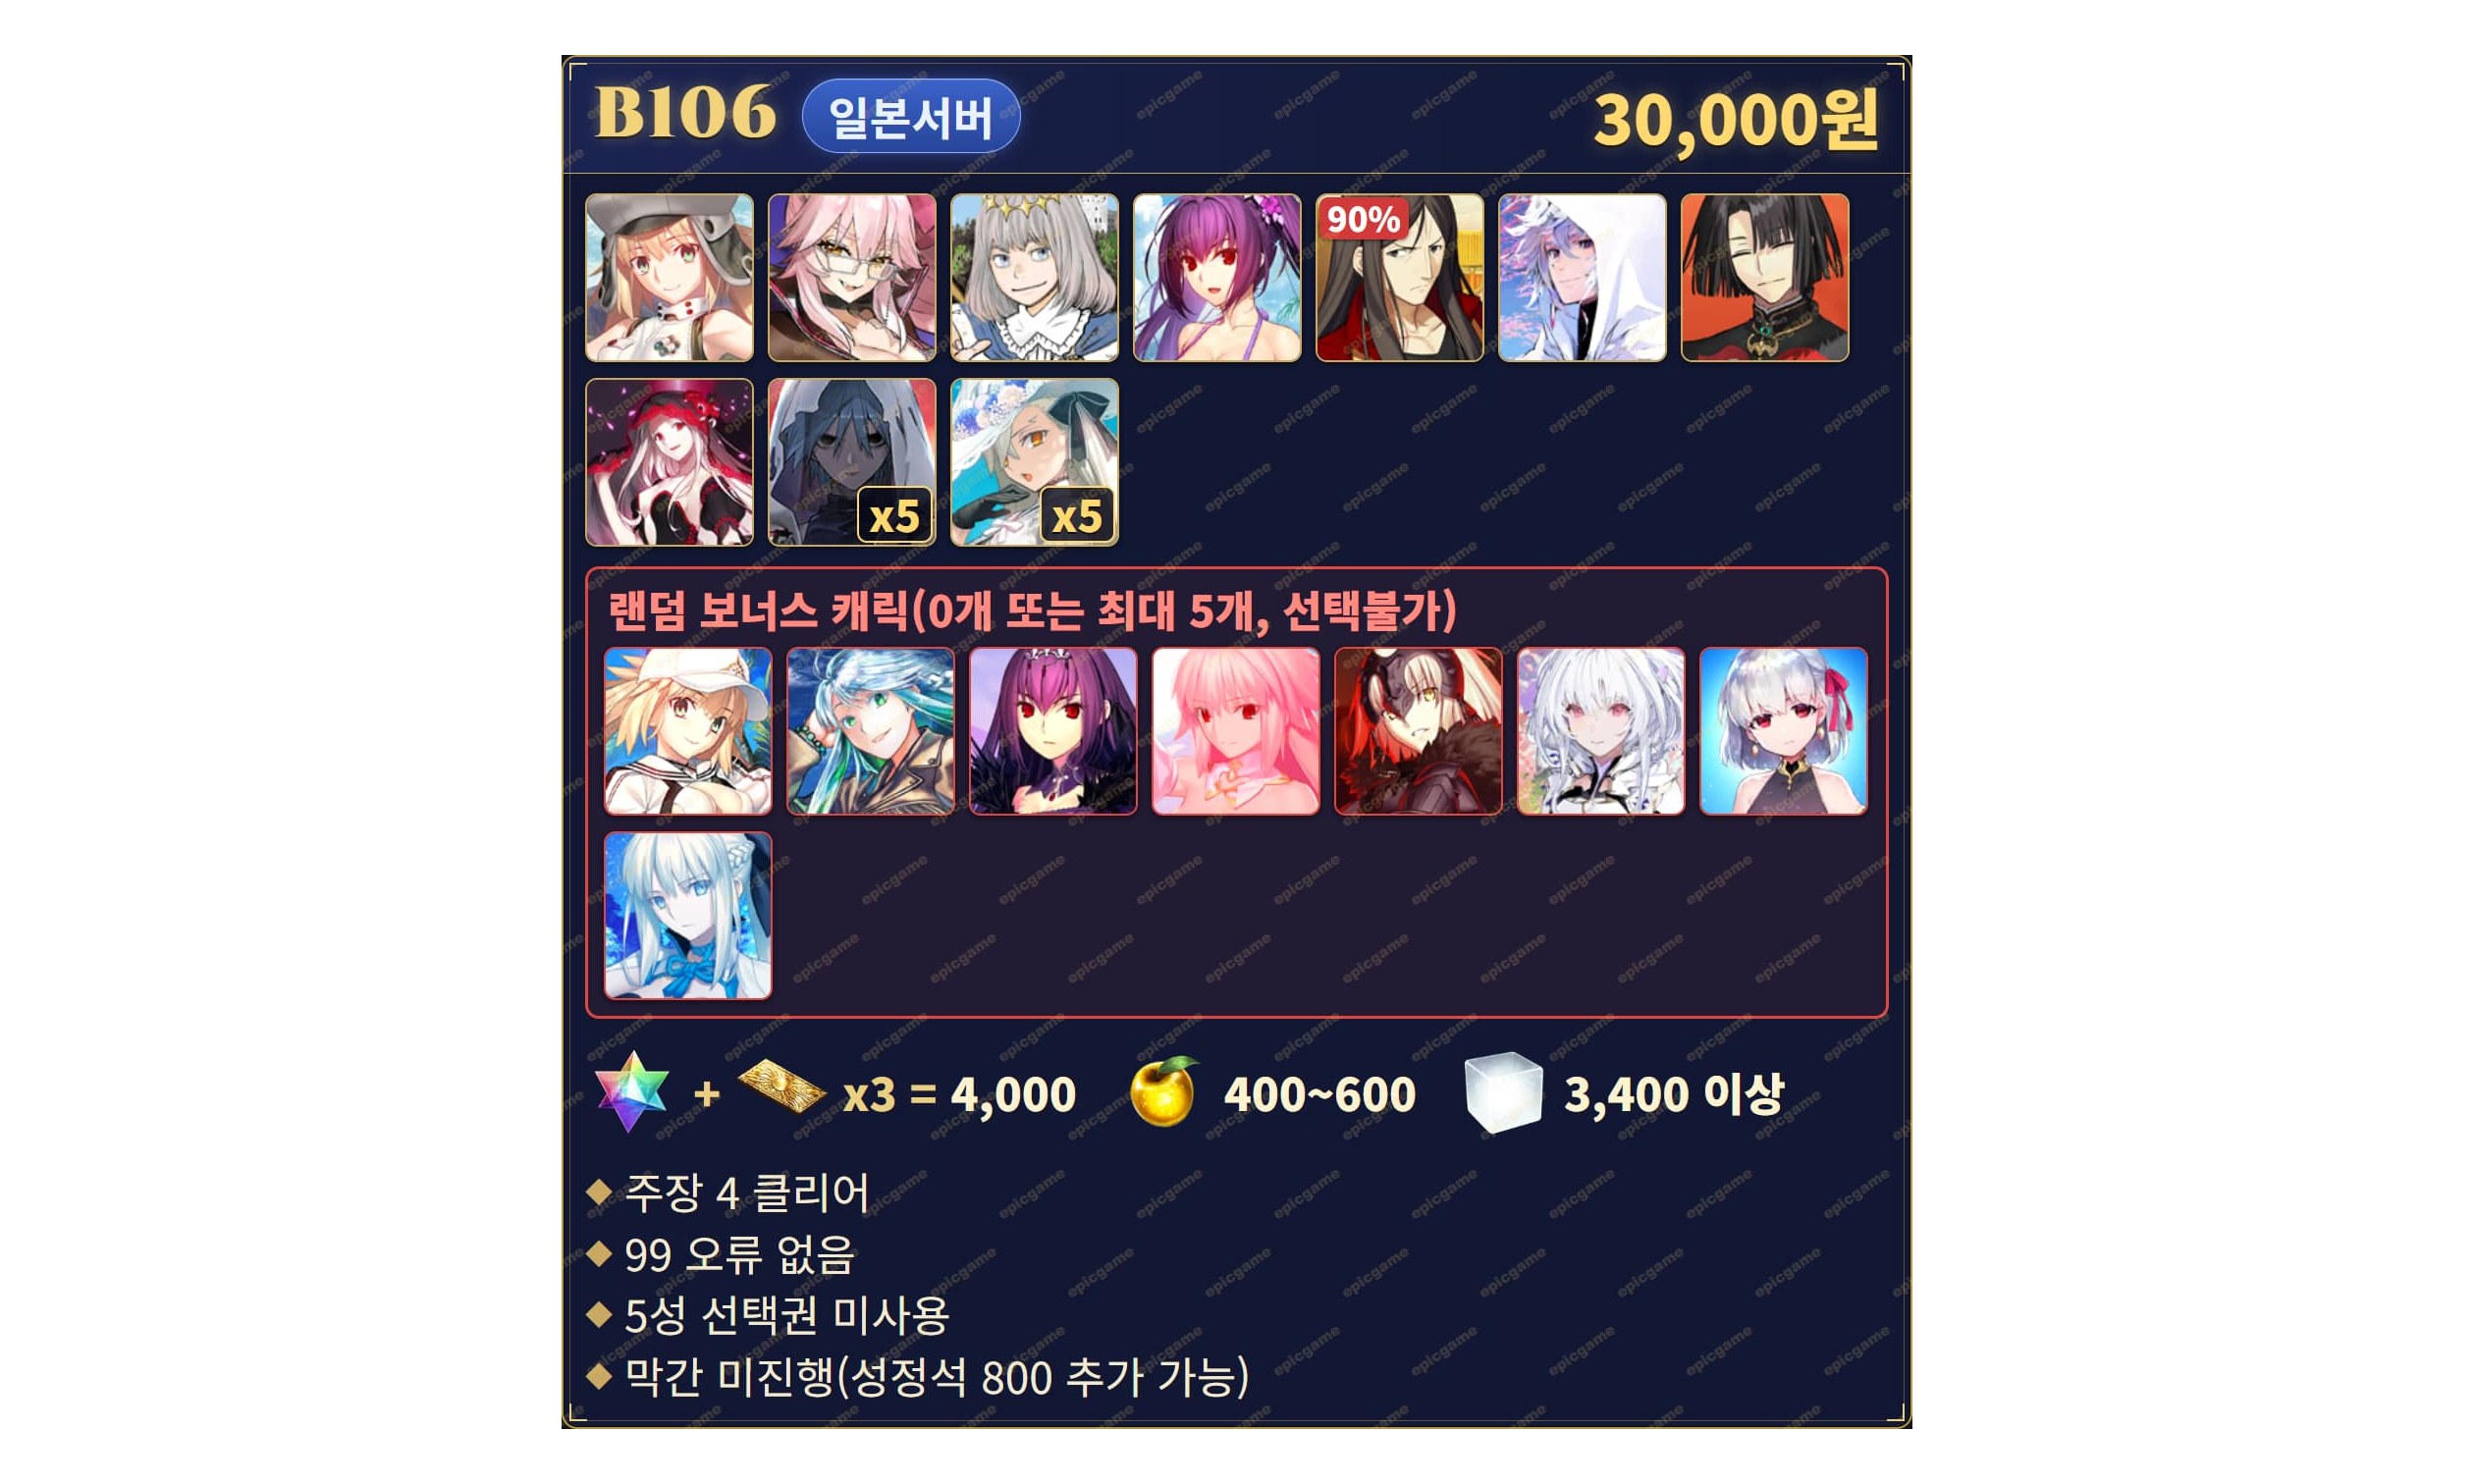 B106 일본서버 30,000원
90%
x5 x5
랜덤 보너스 캐릭(0개 또는 최대 5개, 선택불가)
+ x3 = 4,000 400~600 3,400 이상
◆ 주장 4 클리어
◆ 99 오류 없음
◆ 5성 선택권 미사용
◆ 막간 미진행(성정석 800 추가 가능)
epicgame